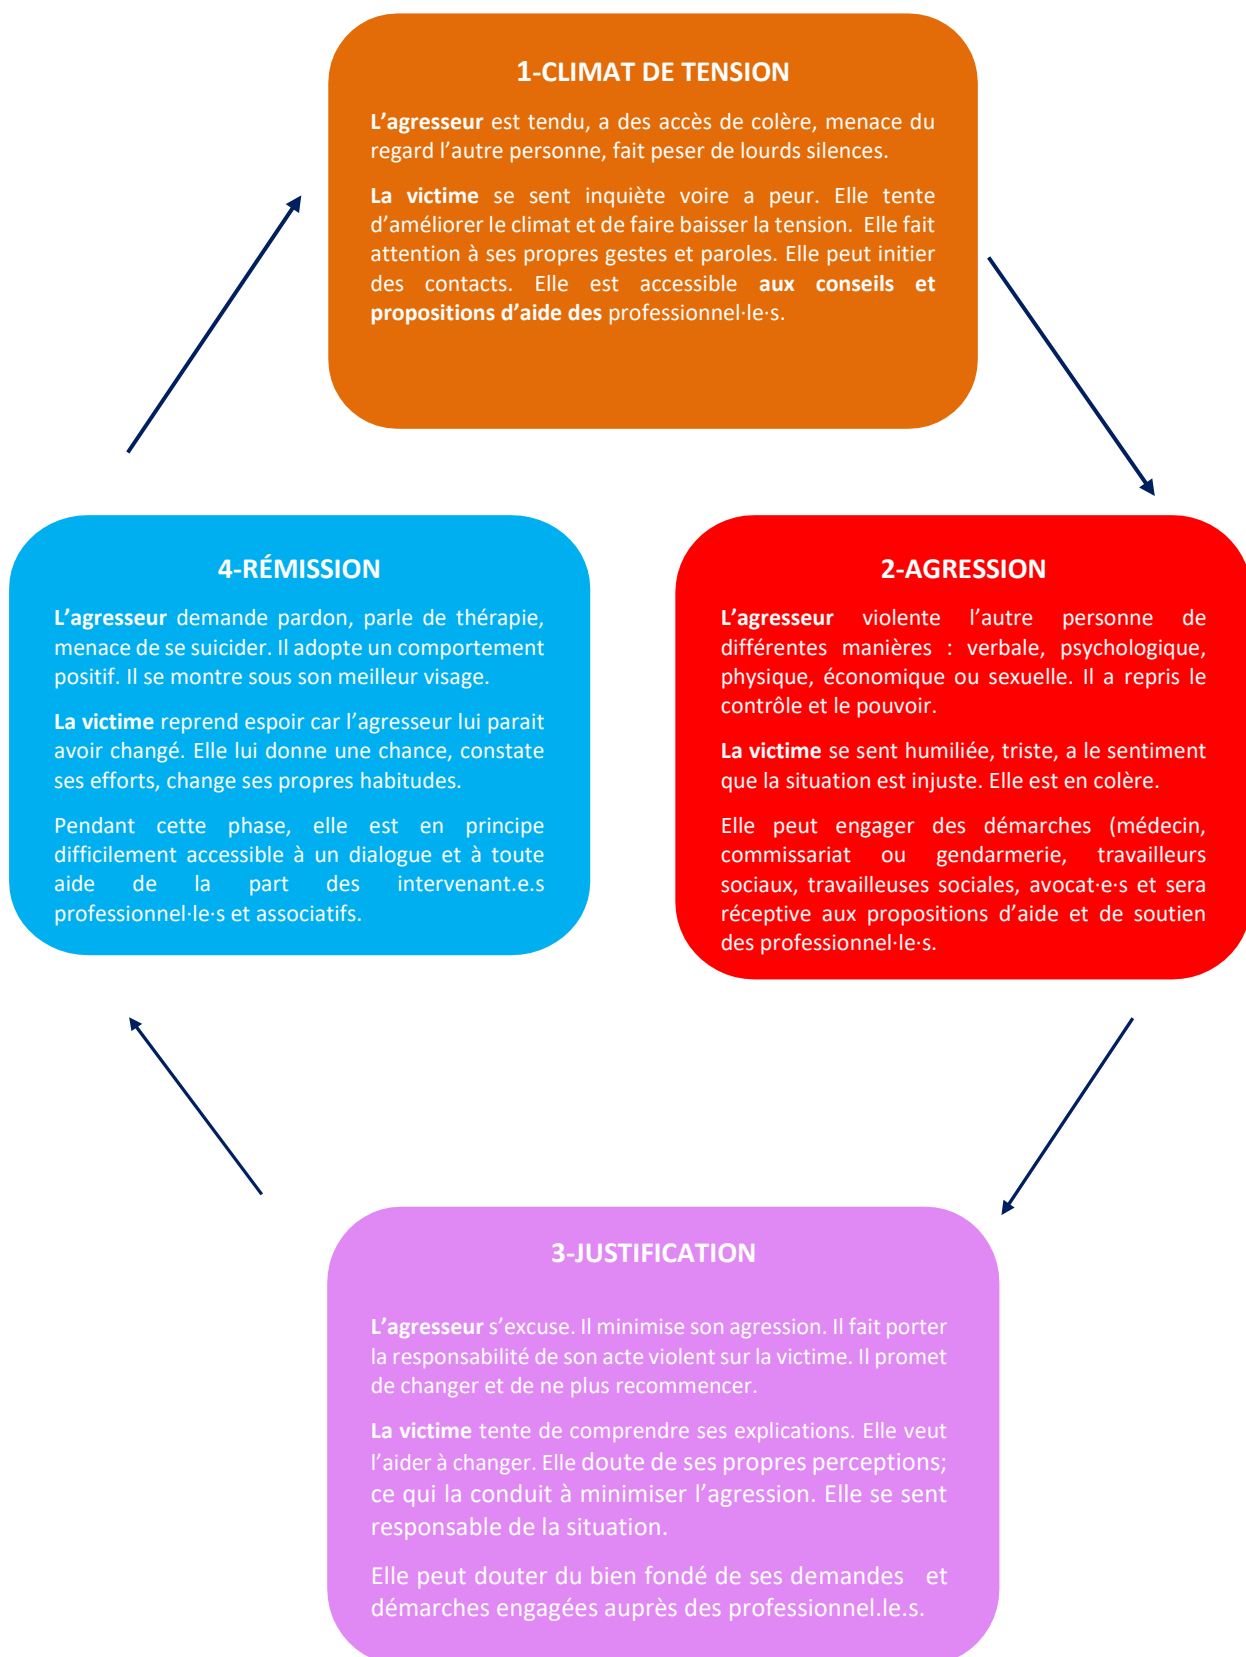 1-CLIMAT DE TENSION
L’agresseur est tendu, a des accès de colère, menace du
regard l’autre personne, fait peser de lourds silences.
La victime se sent inquiète voire a peur. Elle tente
d’améliorer le climat et de faire baisser la tension. Elle fait
attention à ses propres gestes et paroles. Elle peut initier
des contacts. Elle est accessible aux conseils et
propositions d’aide des professionnel·le·s.
2-AGRESSION
L’agresseur violente l’autre personne de
différentes manières : verbale, psychologique,
physique, économique ou sexuelle. Il a repris le
contrôle et le pouvoir.
La victime se sent humiliée, triste, a le sentiment
que la situation est injuste. Elle est en colère.
Elle peut engager des démarches (médecin,
commissariat ou gendarmerie, travailleurs
sociaux, travailleuses sociales, avocat·e·s et sera
réceptive aux propositions d’aide et de soutien
des professionnel·le·s.
3-JUSTIFICATION
L’agresseur s’excuse. Il minimise son agression. Il fait porter
la responsabilité de son acte violent sur la victime. Il promet
de changer et de ne plus recommencer.
La victime tente de comprendre ses explications. Elle veut
l’aider à changer. Elle doute de ses propres perceptions;
ce qui la conduit à minimiser l’agression. Elle se sent
responsable de la situation.
Elle peut douter du bien fondé de ses demandes et
démarches engagées auprès des professionnel.le.s.
4-RÉMISSION
L’agresseur demande pardon, parle de thérapie,
menace de se suicider. Il adopte un comportement
positif. Il se montre sous son meilleur visage.
La victime reprend espoir car l’agresseur lui parait
avoir changé. Elle lui donne une chance, constate
ses efforts, change ses propres habitudes.
Pendant cette phase, elle est en principe
difficilement accessible à un dialogue et à toute
aide de la part des intervenant.e.s
professionnel·le·s et associatifs.